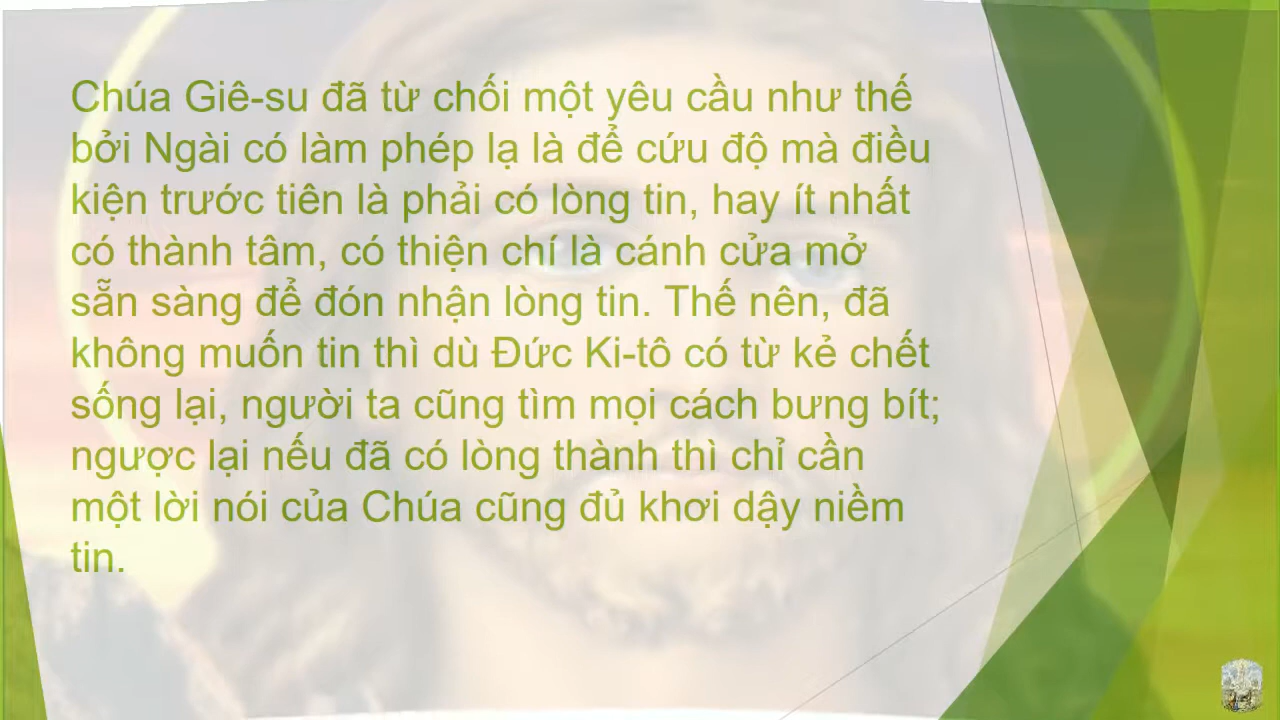 Chúa Giê-su đã từ chối một yêu cầu như thế
bởi Ngài có làm phép lạ là để cứu độ mà điều
kiện trước tiên là phải có lòng tin, hay ít nhất
có thành tâm, có thiện chí là cánh cửa mở
sẵn sàng để đón nhận lòng tin. Thế nên, đã
không muốn tin thì dù Đức Ki-tô có từ kẻ chết
sống lại, người ta cũng tìm mọi cách bưng bít;
ngược lại nếu đã có lòng thành thì chỉ cần
một lời nói của Chúa cũng đủ khơi dậy niềm
tin.